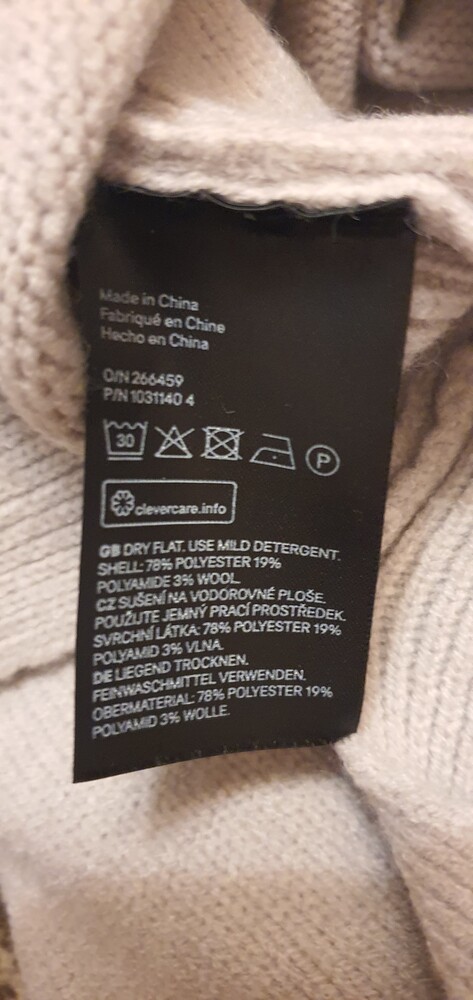 Made in China
Fabriqué en Chine
Hecho en China
O/N 266459
P/N 1031140 4
30
P
clevercare.info
GB DRY FLAT. USE MILD DETERGENT.
SHELL: 78% POLYESTER 19%
POLYAMIDE 3% WOOL.
CZ SUŠENÍ NA VODOROVNÉ PLOŠE.
POUŽIJTE JEMNÝ PRACÍ PROSTŘEDEK.
SVRCHNÍ LÁTKA: 78% POLYESTER 19%
POLYAMID 3% VLNA.
DE LIEGEND TROCKNEN.
FEINWASCHMITTEL VERWENDEN.
OBERMATERIAL: 78% POLYESTER 19%
POLYAMID 3% WOLLE.